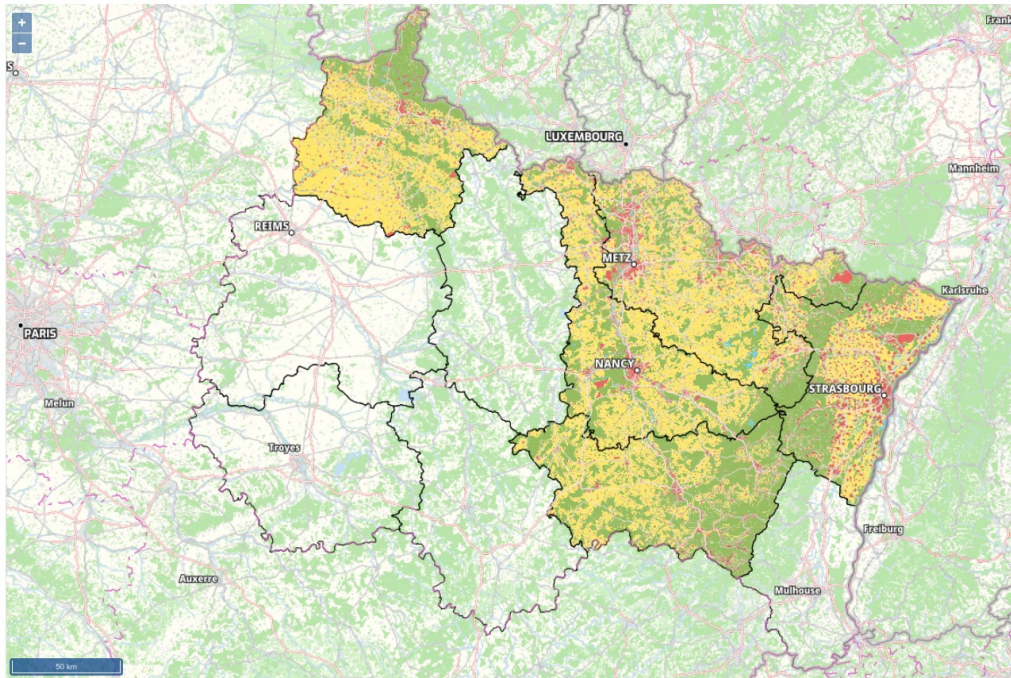 +
Frank
S
−
LUXEMBOURG
Mannheim
REIMS
METZ
Karlsruhe
PARIS
NANCY
STRASBOURG
Melun
Troyes
Freiburg
Auxerre
Mulhouse
50 km